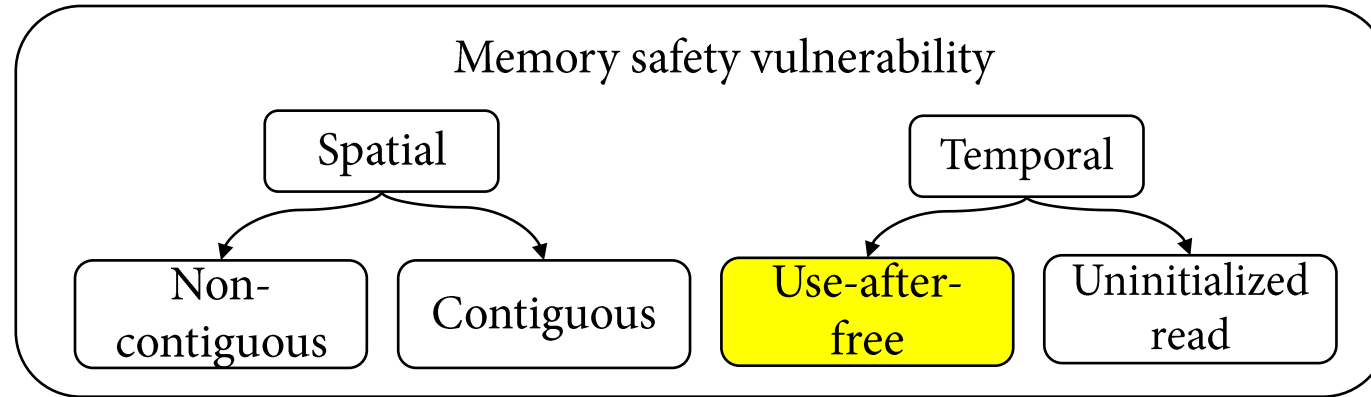 Memory safety vulnerability
Spatial
Temporal
Non-
contiguous
Contiguous
Use-after-
free
Uninitialized
read